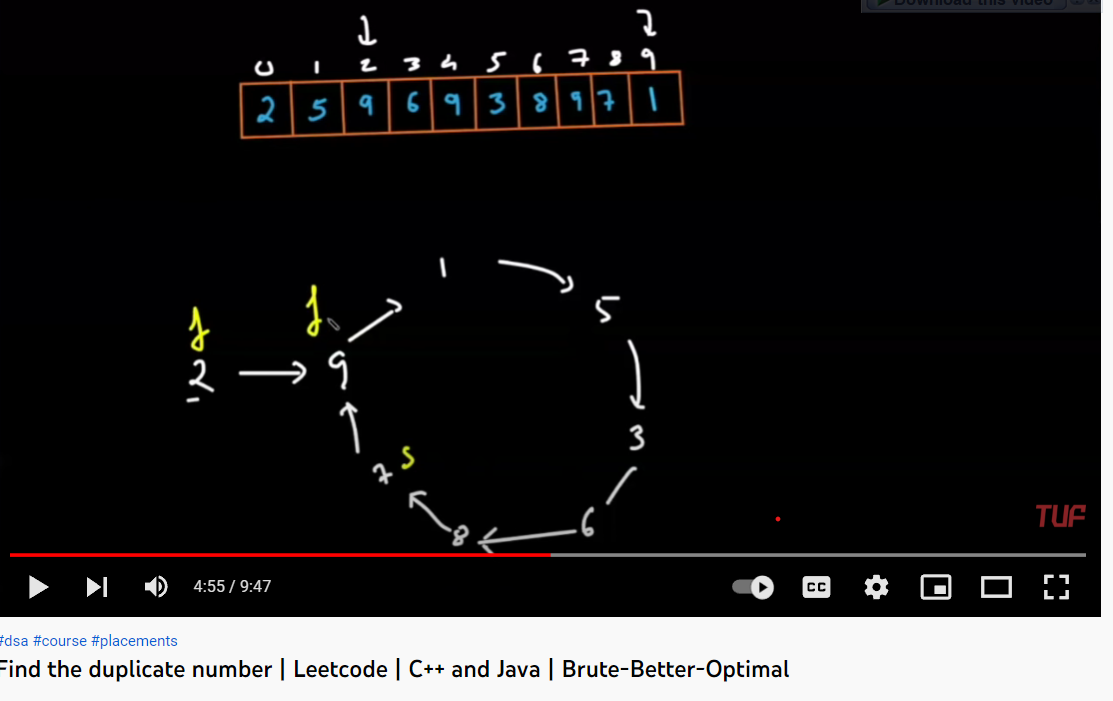 Download this video
0 1 2 3 4 5 6 7 8 9
2 5 9 6 9 3 8 9 7 1
1
5
f f
2 9
3
7 s
8 6
TUF
4:55 / 9:47
CC
#dsa #course #placements
Find the duplicate number | Leetcode | C++ and Java | Brute-Better-Optimal